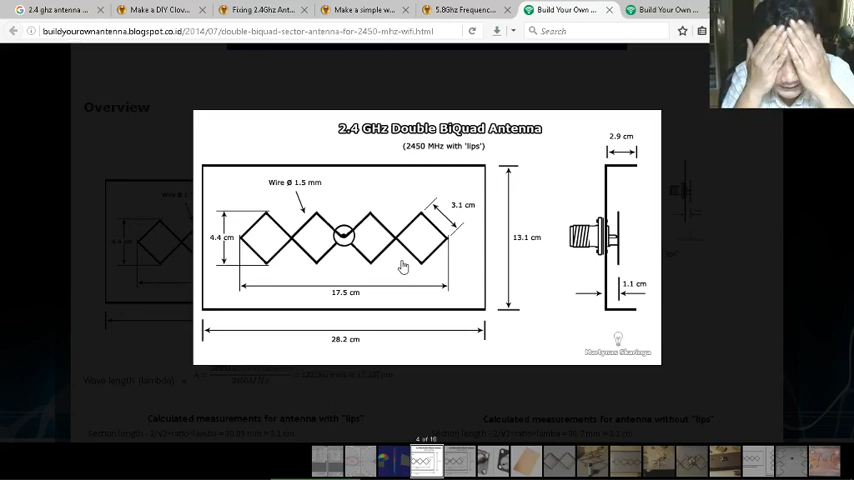 2.4 ghz antenna
Make a DIY Clov...
Fixing 2.4Ghz Ant...
Make a simple w...
5.8Ghz Frequenc...
Build Your Own ...
Build Your Own
buildyourownantenna.blogspot.co.id/2014/07/double-biquad-sector-antenna-for-2450-mhz-wifi.html
Search
Overview
2.4 GHz Double BiQuad Antenna
(2450 MHz with 'lips')
2.9 cm
Wire Ø 1.5 mm
3.1 cm
4.4 cm
13.1 cm
1.1 cm
17.5 cm
28.2 cm
Martynas Skaringa
Wave length (lambda) =
Calculated measurements for antenna with "lips"
Calculated measurements for antenna without "lips"
4 of 16